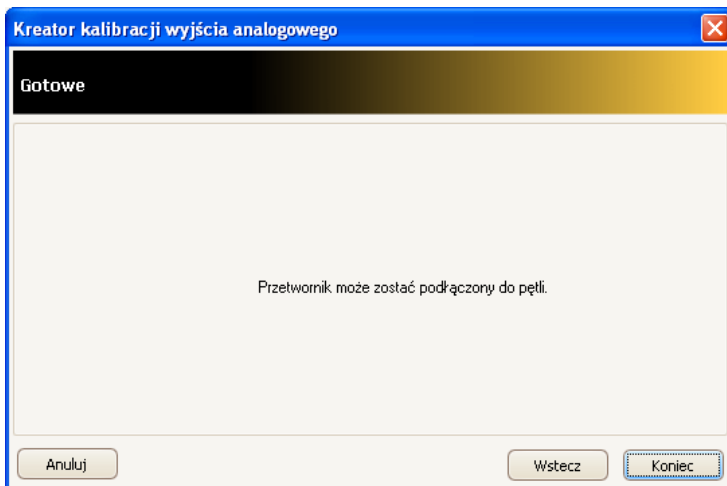 Kreator kalibracji wyjścia analogowego
Gotowe
Przetwornik może zostać podłączony do pętli.
Anuluj
Wstecz
Koniec